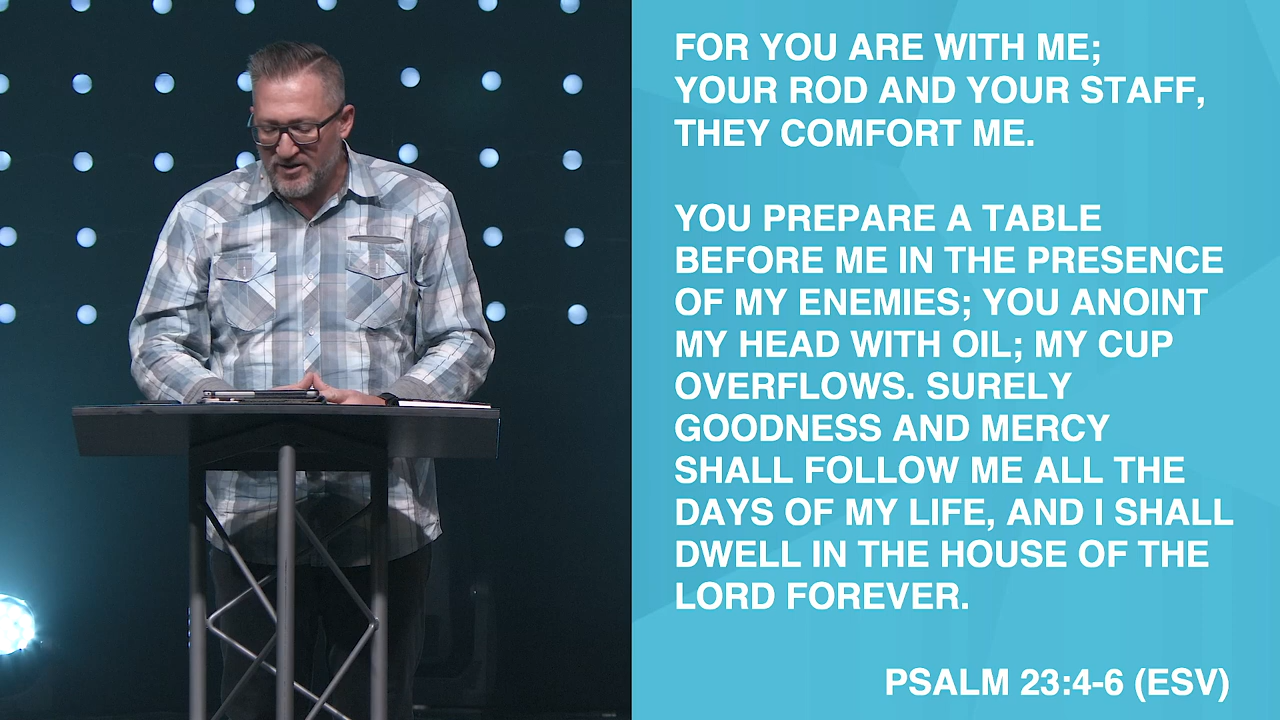 FOR YOU ARE WITH ME;
YOUR ROD AND YOUR STAFF,
THEY COMFORT ME.
YOU PREPARE A TABLE
BEFORE ME IN THE PRESENCE
OF MY ENEMIES; YOU ANOINT
MY HEAD WITH OIL; MY CUP
OVERFLOWS. SURELY
GOODNESS AND MERCY
SHALL FOLLOW ME ALL THE
DAYS OF MY LIFE, AND I SHALL
DWELL IN THE HOUSE OF THE
LORD FOREVER.
PSALM 23:4-6 (ESV)